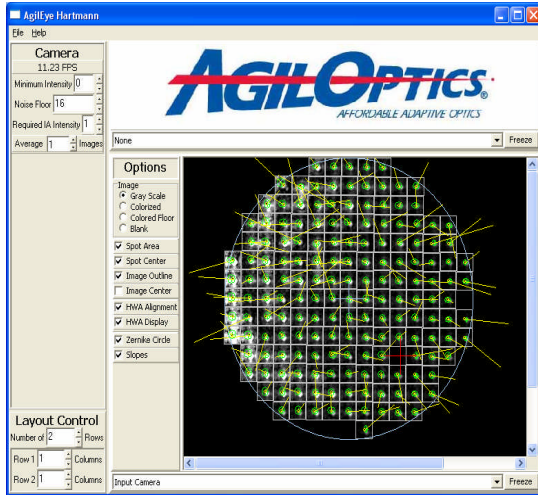 AgilEye Hartmann
File Help
Camera
11.23 FPS
Minimum Intensity 0
Noise Floor 16
Required IA Intensity 1
Average 1 Images
AGILOPTICS.
AFFORDABLE ADAPTIVE OPTICS
None
Freeze
Options
Image
Gray Scale
Colorized
Colored Floor
Blank
Spot Area
Spot Center
Image Outline
Image Center
HWA Alignment
HWA Display
Zernike Circle
Slopes
Layout Control
Number of 2 Rows
Row 1 1 Columns
Row 2 1 Columns
Input Camera
Freeze